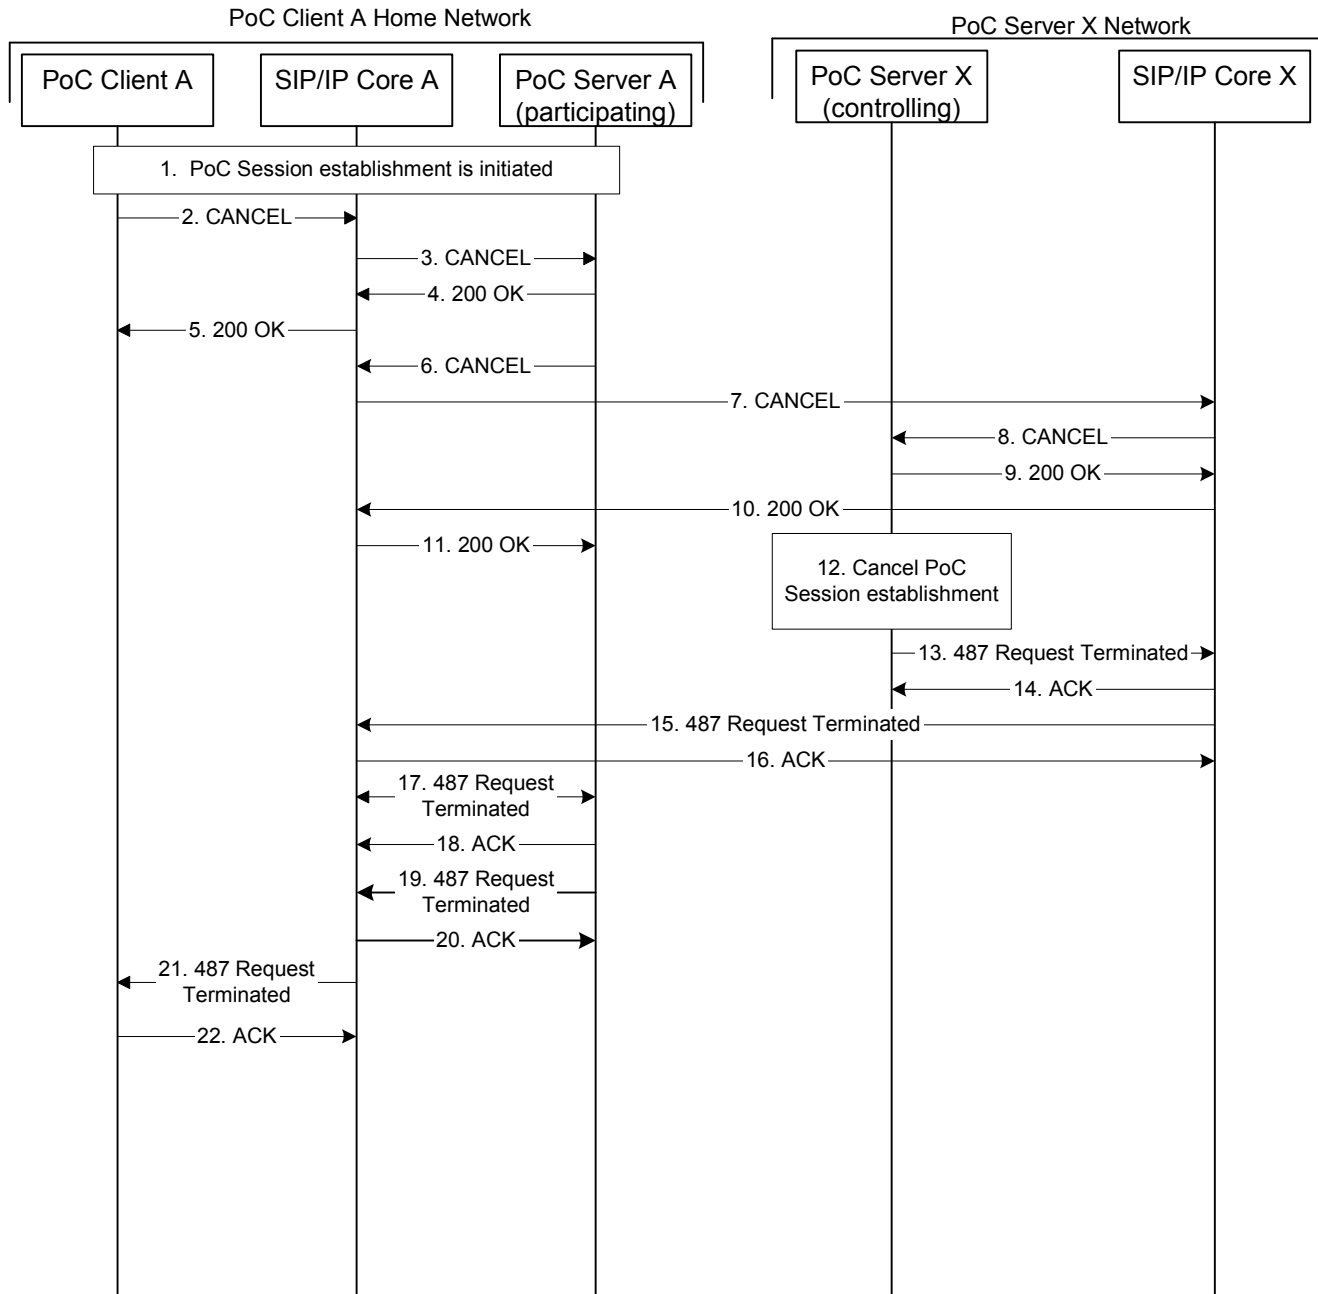 PoC Client A Home Network
PoC Server X Network
PoC Client A
SIP/IP Core A
PoC Server A
(participating)
PoC Server X
(controlling)
SIP/IP Core X
1. PoC Session establishment is initiated
2. CANCEL
3. CANCEL
4. 200 OK
5. 200 OK
6. CANCEL
7. CANCEL
8. CANCEL
9. 200 OK
10. 200 OK
11. 200 OK
12. Cancel PoC
Session establishment
13. 487 Request Terminated
14. ACK
15. 487 Request Terminated
16. ACK
17. 487 Request
Terminated
18. ACK
19. 487 Request
Terminated
20. ACK
21. 487 Request
Terminated
22. ACK